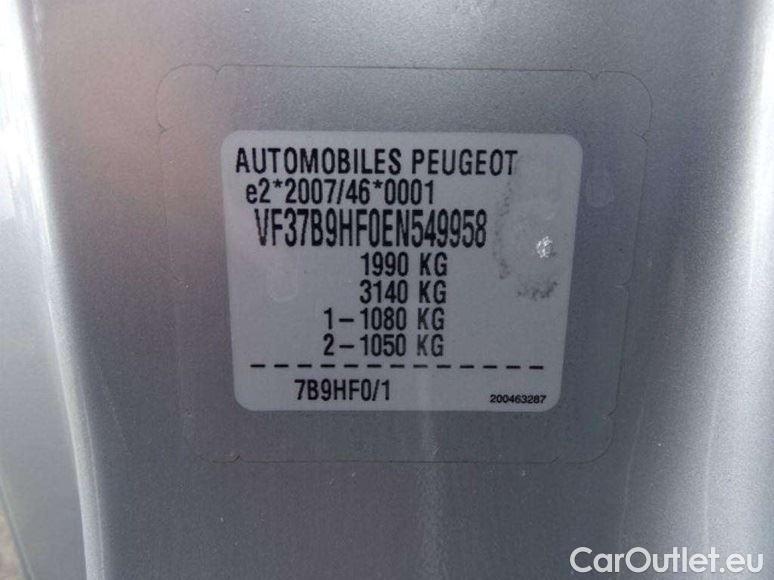 AUTOMOBILES PEUGEOT
e2*2007/46*0001
VF37B9HF0EN549958
1990 KG
3140 KG
1-1080 KG
2-1050 KG
7B9HF0/1
200463287
CarOutlet.eu